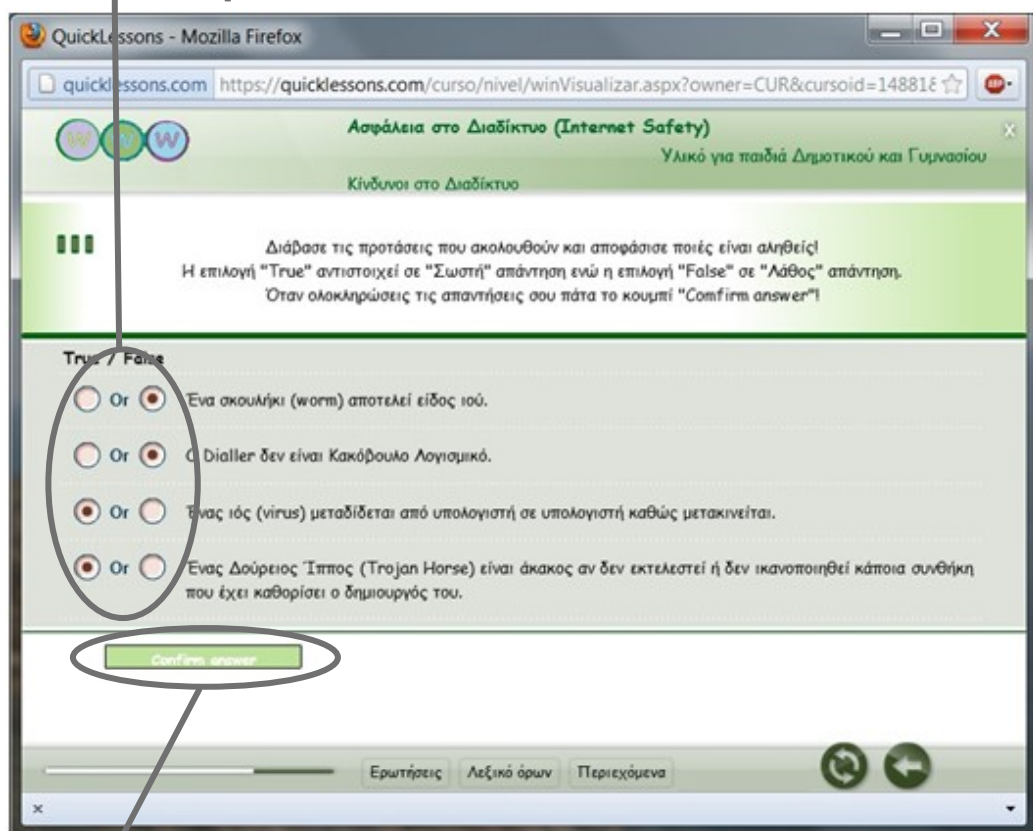 QuickLessons - Mozilla Firefox
quicklessons.com https://quicklessons.com/curso/nivel/winVisualizar.aspx?owner=CUR&cursoid=148818
WWW
Ασφάλεια στο Διαδίκτυο (Internet Safety)
Υλικό για παιδιά Δημοτικού και Γυμνασίου
Κίνδυνοι στο Διαδίκτυο
Διάβασε τις προτάσεις που ακολουθούν και αποφάσισε ποιές είναι αληθείς!
Η επιλογή "True" αντιστοιχεί σε "Σωστή" απάντηση ενώ η επιλογή "False" σε "Λάθος" απάντηση.
Όταν ολοκληρώσεις τις απαντήσεις σου πάτα το κουμπί "Comfirm answer"!
True / False
Or Ένα σκουλήκι (worm) αποτελεί είδος ιού.
Or Ο Dialler δεν είναι Κακόβουλο Λογισμικό.
Or Ένας ιός (virus) μεταδίδεται από υπολογιστή σε υπολογιστή καθώς μετακινείται.
Or Ένας Δούρειος Ίππος (Trojan Horse) είναι άκακος αν δεν εκτελεστεί ή δεν ικανοποιηθεί κάποια συνθήκη
που έχει καθορίσει ο δημιουργός του.
Confirm answer
Ερωτήσεις Λεξικό όρων Περιεχόμενα